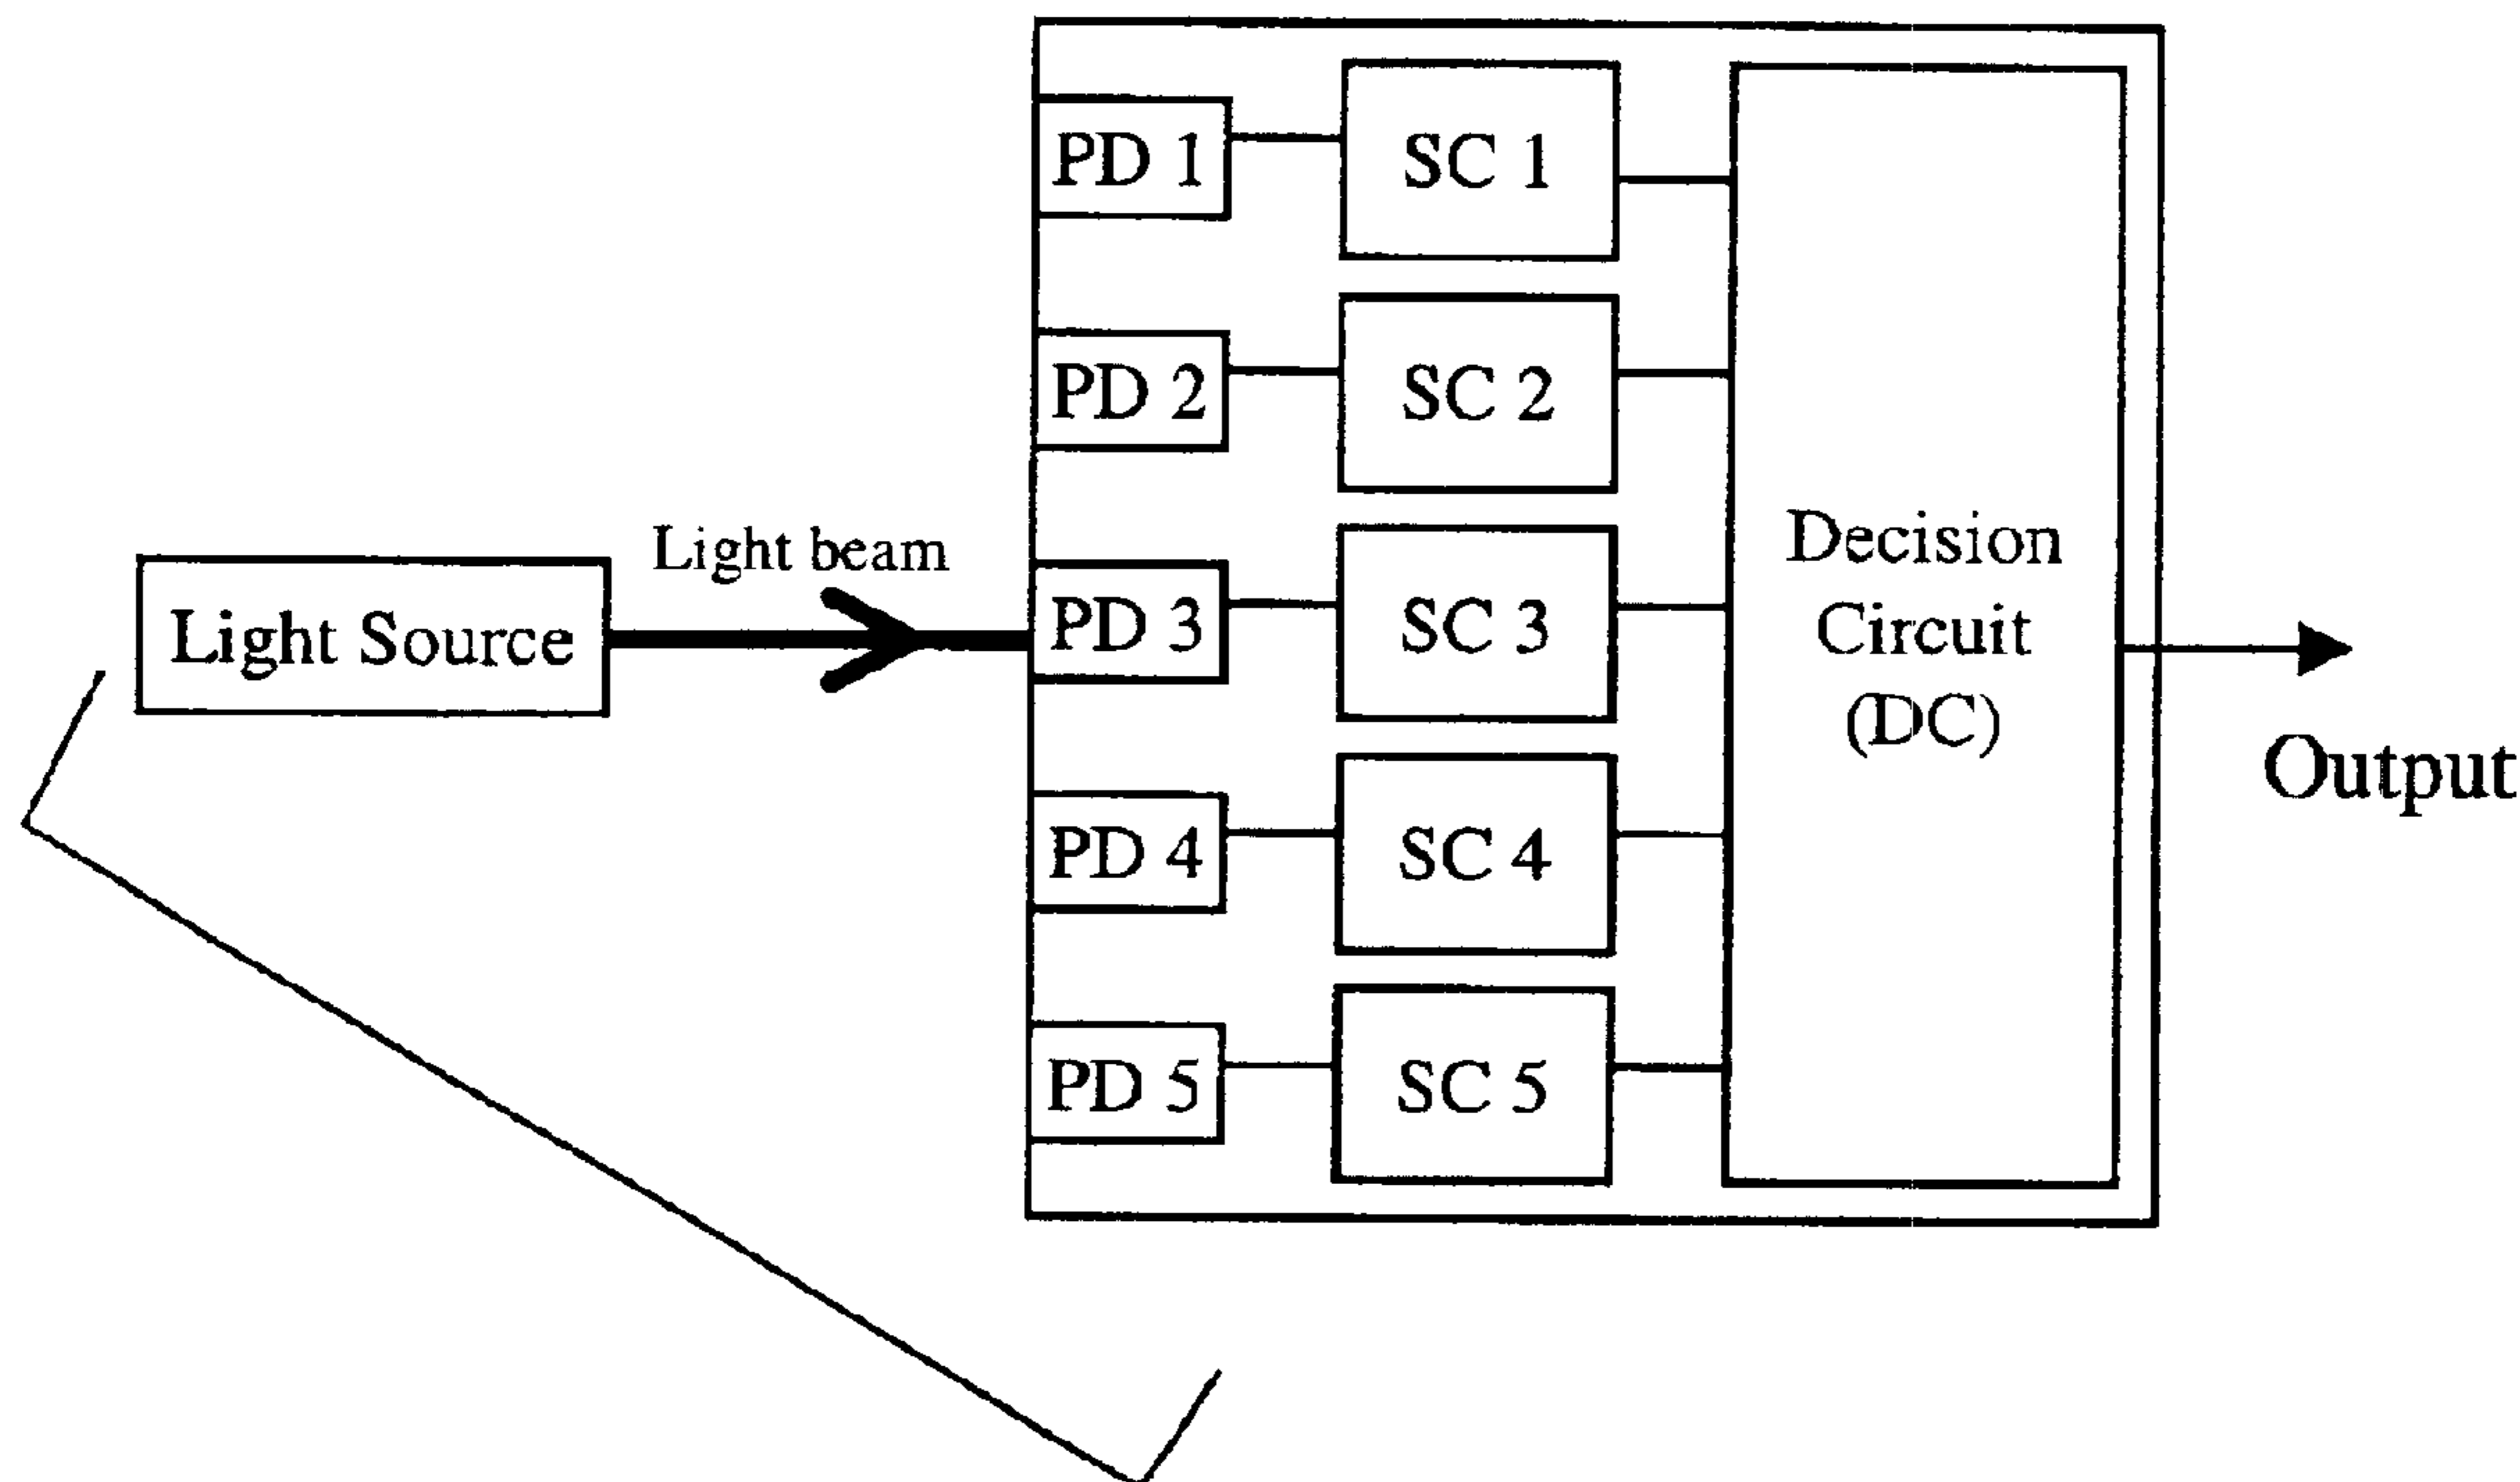 PD 1
SC 1
PD 2
SC 2
Light beam
Light Source
PD 3
SC 3
Decision
Circuit
(DC)
Output
PD 4
SC 4
PD 5
SC 5